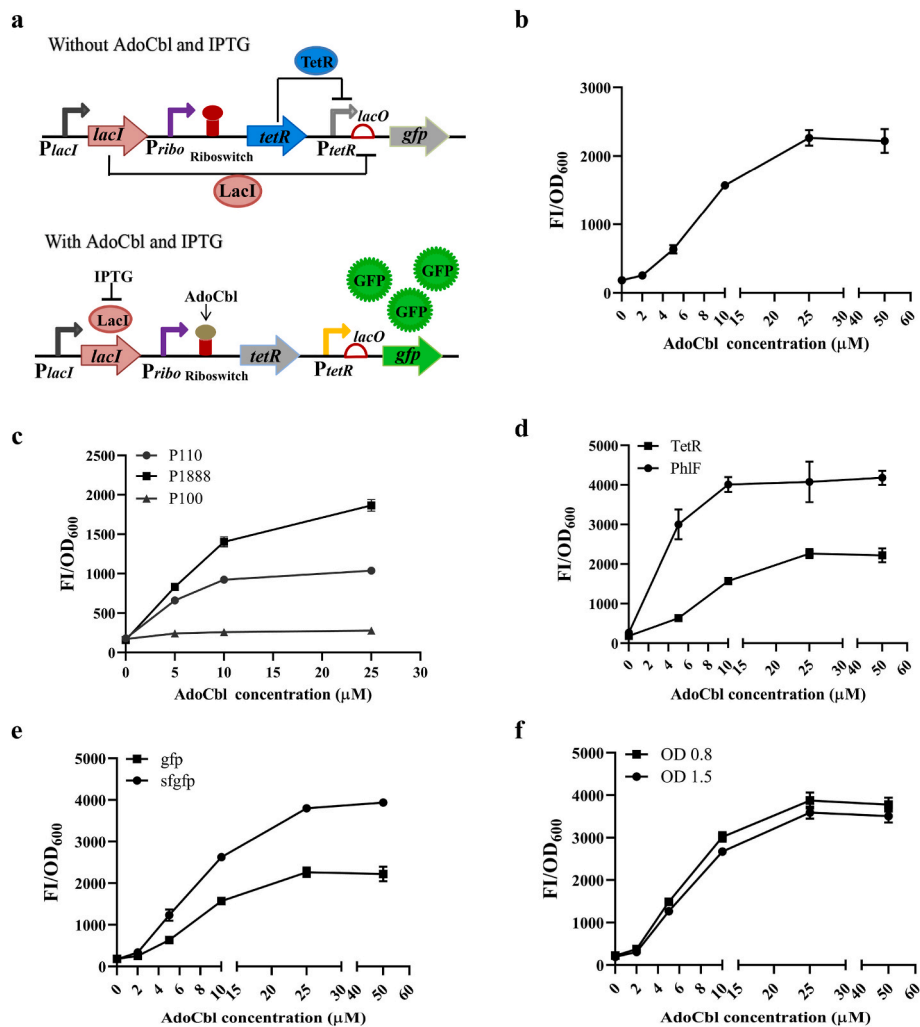 a
Without AdoCbl and IPTG
TetR
lacO
lacI
tetR
gfp
PlacI
Pribo
Riboswitch
PtetR
LacI
With AdoCbl and IPTG
IPTG
LacI
AdoCbl
GFP
GFP
GFP
lacO
lacI
tetR
gfp
PlacI
Pribo
Riboswitch
PtetR
b
FI/OD600
4000
3000
2000
1000
0
0 2 4 6 8 10 15 20 25 30 40 50 60
AdoCbl concentration (μM)
c
P110
P1888
P100
FI/OD600
2500
2000
1500
1000
500
0
0 5 10 15 20 25 30
AdoCbl concentration (μM)
d
TetR
PhlF
FI/OD600
5000
4000
3000
2000
1000
0
0 2 4 6 8 10 15 20 25 30 40 50 60
AdoCbl concentration (μM)
e
gfp
sfgfp
FI/OD600
5000
4000
3000
2000
1000
0
0 2 4 6 8 10 15 20 25 30 40 50 60
AdoCbl concentration (μM)
f
OD 0.8
OD 1.5
FI/OD600
5000
4000
3000
2000
1000
0
0 2 4 6 8 10 15 20 25 30 40 50 60
AdoCbl concentration (μM)